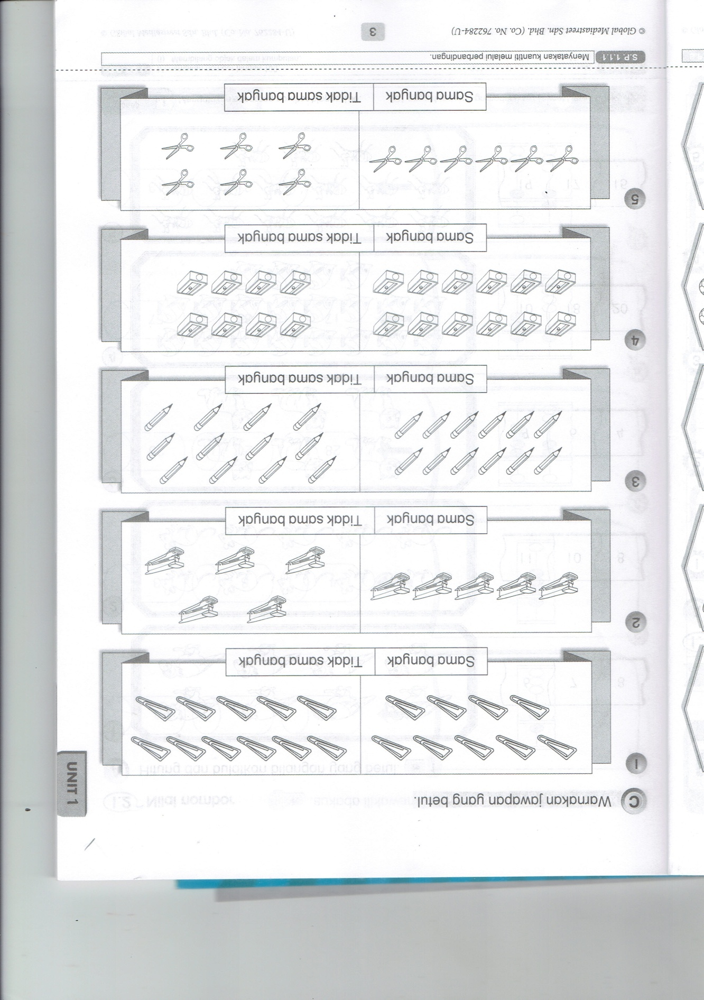 UNIT 1
C Warnakan jawapan yang betul.
1
Sama banyak Tidak sama banyak
2
Sama banyak Tidak sama banyak
3
Sama banyak Tidak sama banyak
4
Sama banyak Tidak sama banyak
5
Sama banyak Tidak sama banyak
S.P. 1.1.1 Menyatakan kuantiti melalui perbandingan.
© Global Mediastreet Sdn. Bhd. (Co. No. 762284-U) 3